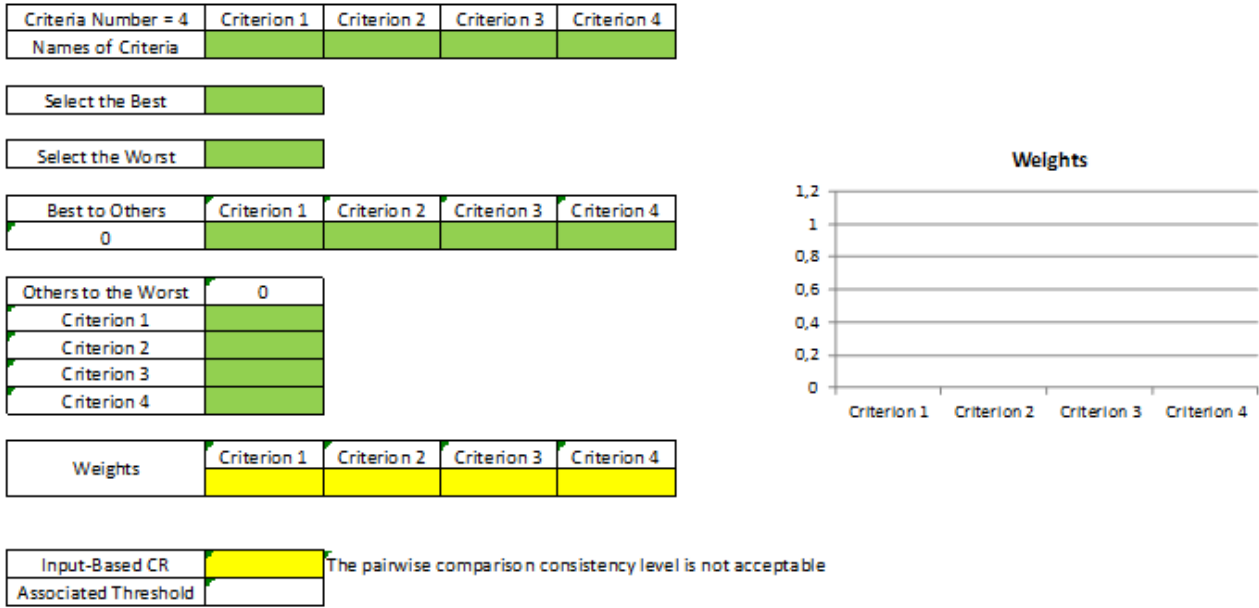 Criteria Number = 4 Criterion 1 Criterion 2 Criterion 3 Criterion 4
Names of Criteria
Select the Best
Select the Worst
Best to Others Criterion 1 Criterion 2 Criterion 3 Criterion 4
0
Others to the Worst 0
Criterion 1
Criterion 2
Criterion 3
Criterion 4
Weights Criterion 1 Criterion 2 Criterion 3 Criterion 4
Input-Based CR The pairwise comparison consistency level is not acceptable
Associated Threshold
Weights
1,2
1
0,8
0,6
0,4
0,2
0
Criterion 1 Criterion 2 Criterion 3 Criterion 4